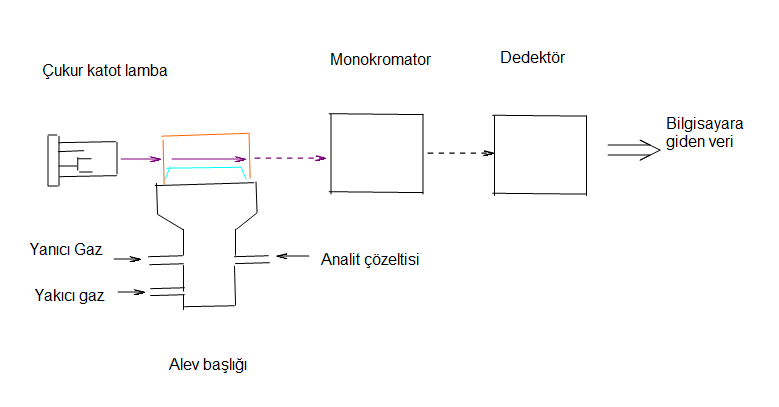 Çukur katot lamba
Monokromator
Dedektör
Bilgisayara
giden veri
Yanıcı Gaz
Analit çözeltisi
Yakıcı gaz
Alev başlığı